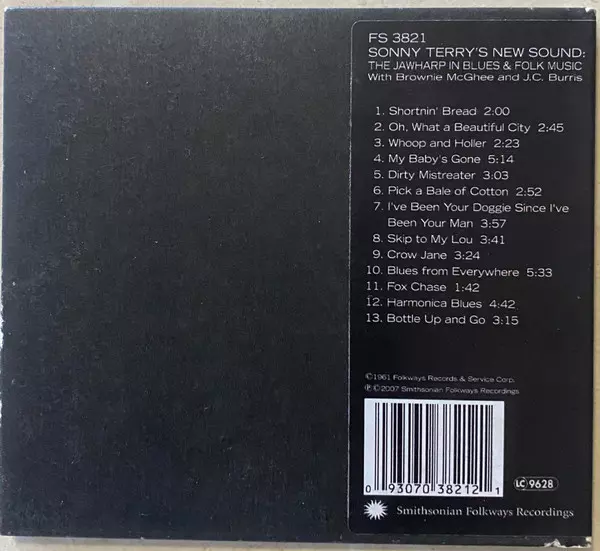 FS 3821
SONNY TERRY'S NEW SOUND:
THE JAWHARP IN BLUES & FOLK MUSIC
With Brownie McGhee and J.C. Burris
1. Shortnin' Bread 2:00
2. Oh, What a Beautiful City 2:45
3. Whoop and Holler 2:23
4. My Baby's Gone 5:14
5. Dirty Mistreater 3:03
6. Pick a Bale of Cotton 2:52
7. I've Been Your Doggie Since I've
Been Your Man 3:57
8. Skip to My Lou 3:41
9. Crow Jane 3:24
10. Blues from Everywhere 5:33
11. Fox Chase 1:42
12. Harmonica Blues 4:42
13. Bottle Up and Go 3:15
©1961 Folkways Records & Service Corp.
℗©2007 Smithsonian Folkways Recordings
0 93070 38212 1
LC 9628
Smithsonian Folkways Recordings